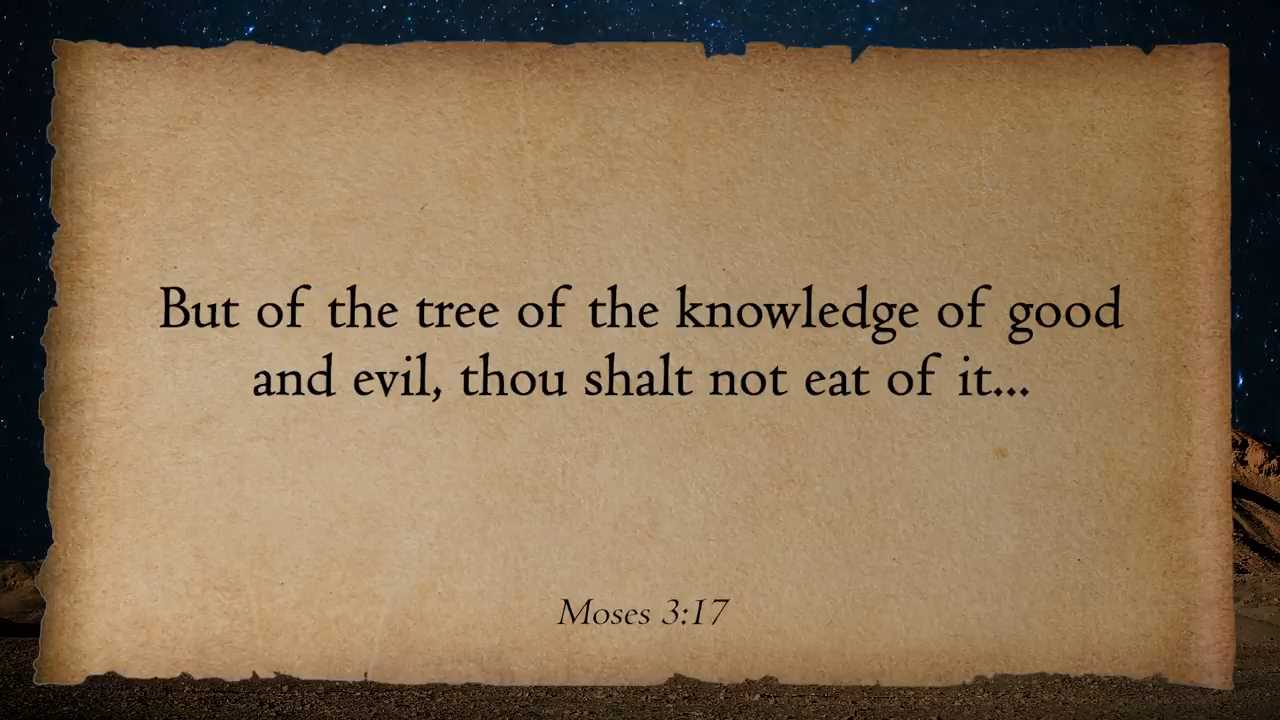 But of the tree of the knowledge of good
and evil, thou shalt not eat of it...
Moses 3:17